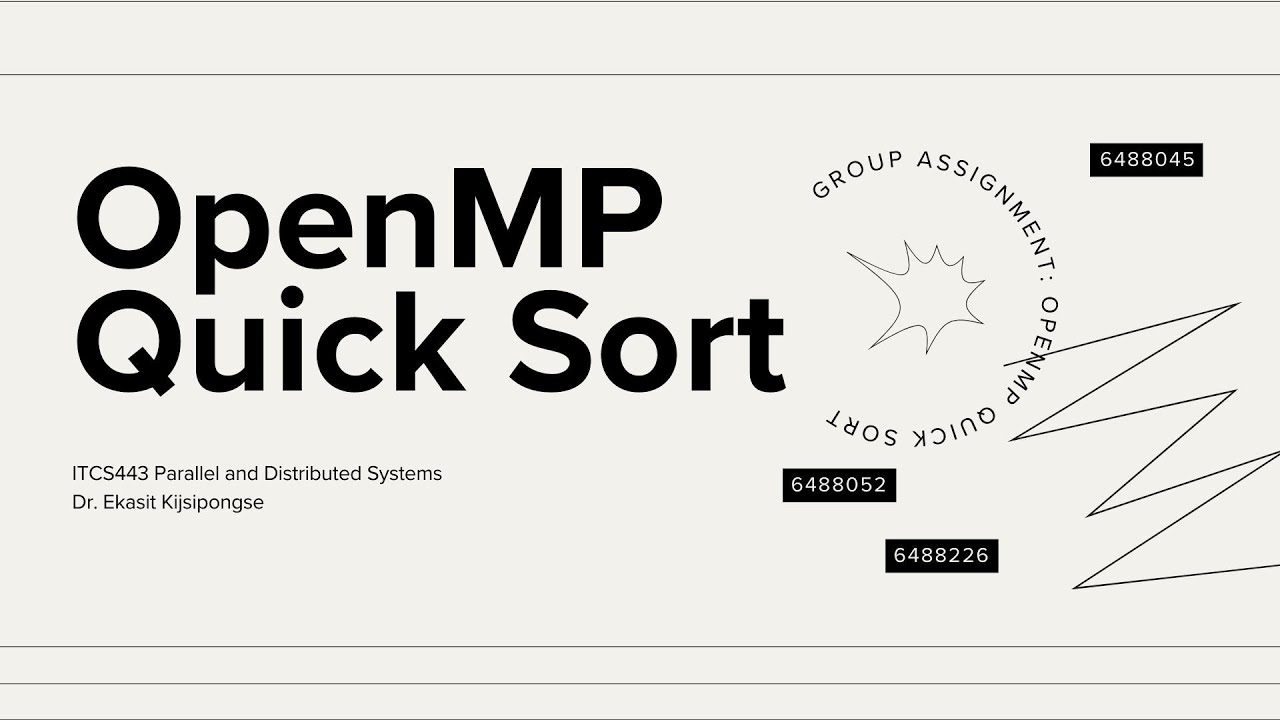 OpenMP
Quick Sort
ITCS443 Parallel and Distributed Systems
Dr. Ekasit Kijsipongse
GROUP ASSIGNMENT: OPENMP QUICK SORT
6488045
6488052
6488226